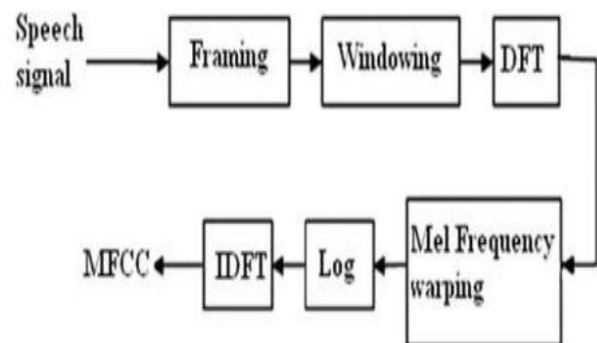 Speech
signal
Framing
Windowing
DFT
Mel Frequency
warping
Log
IDFT
MFCC